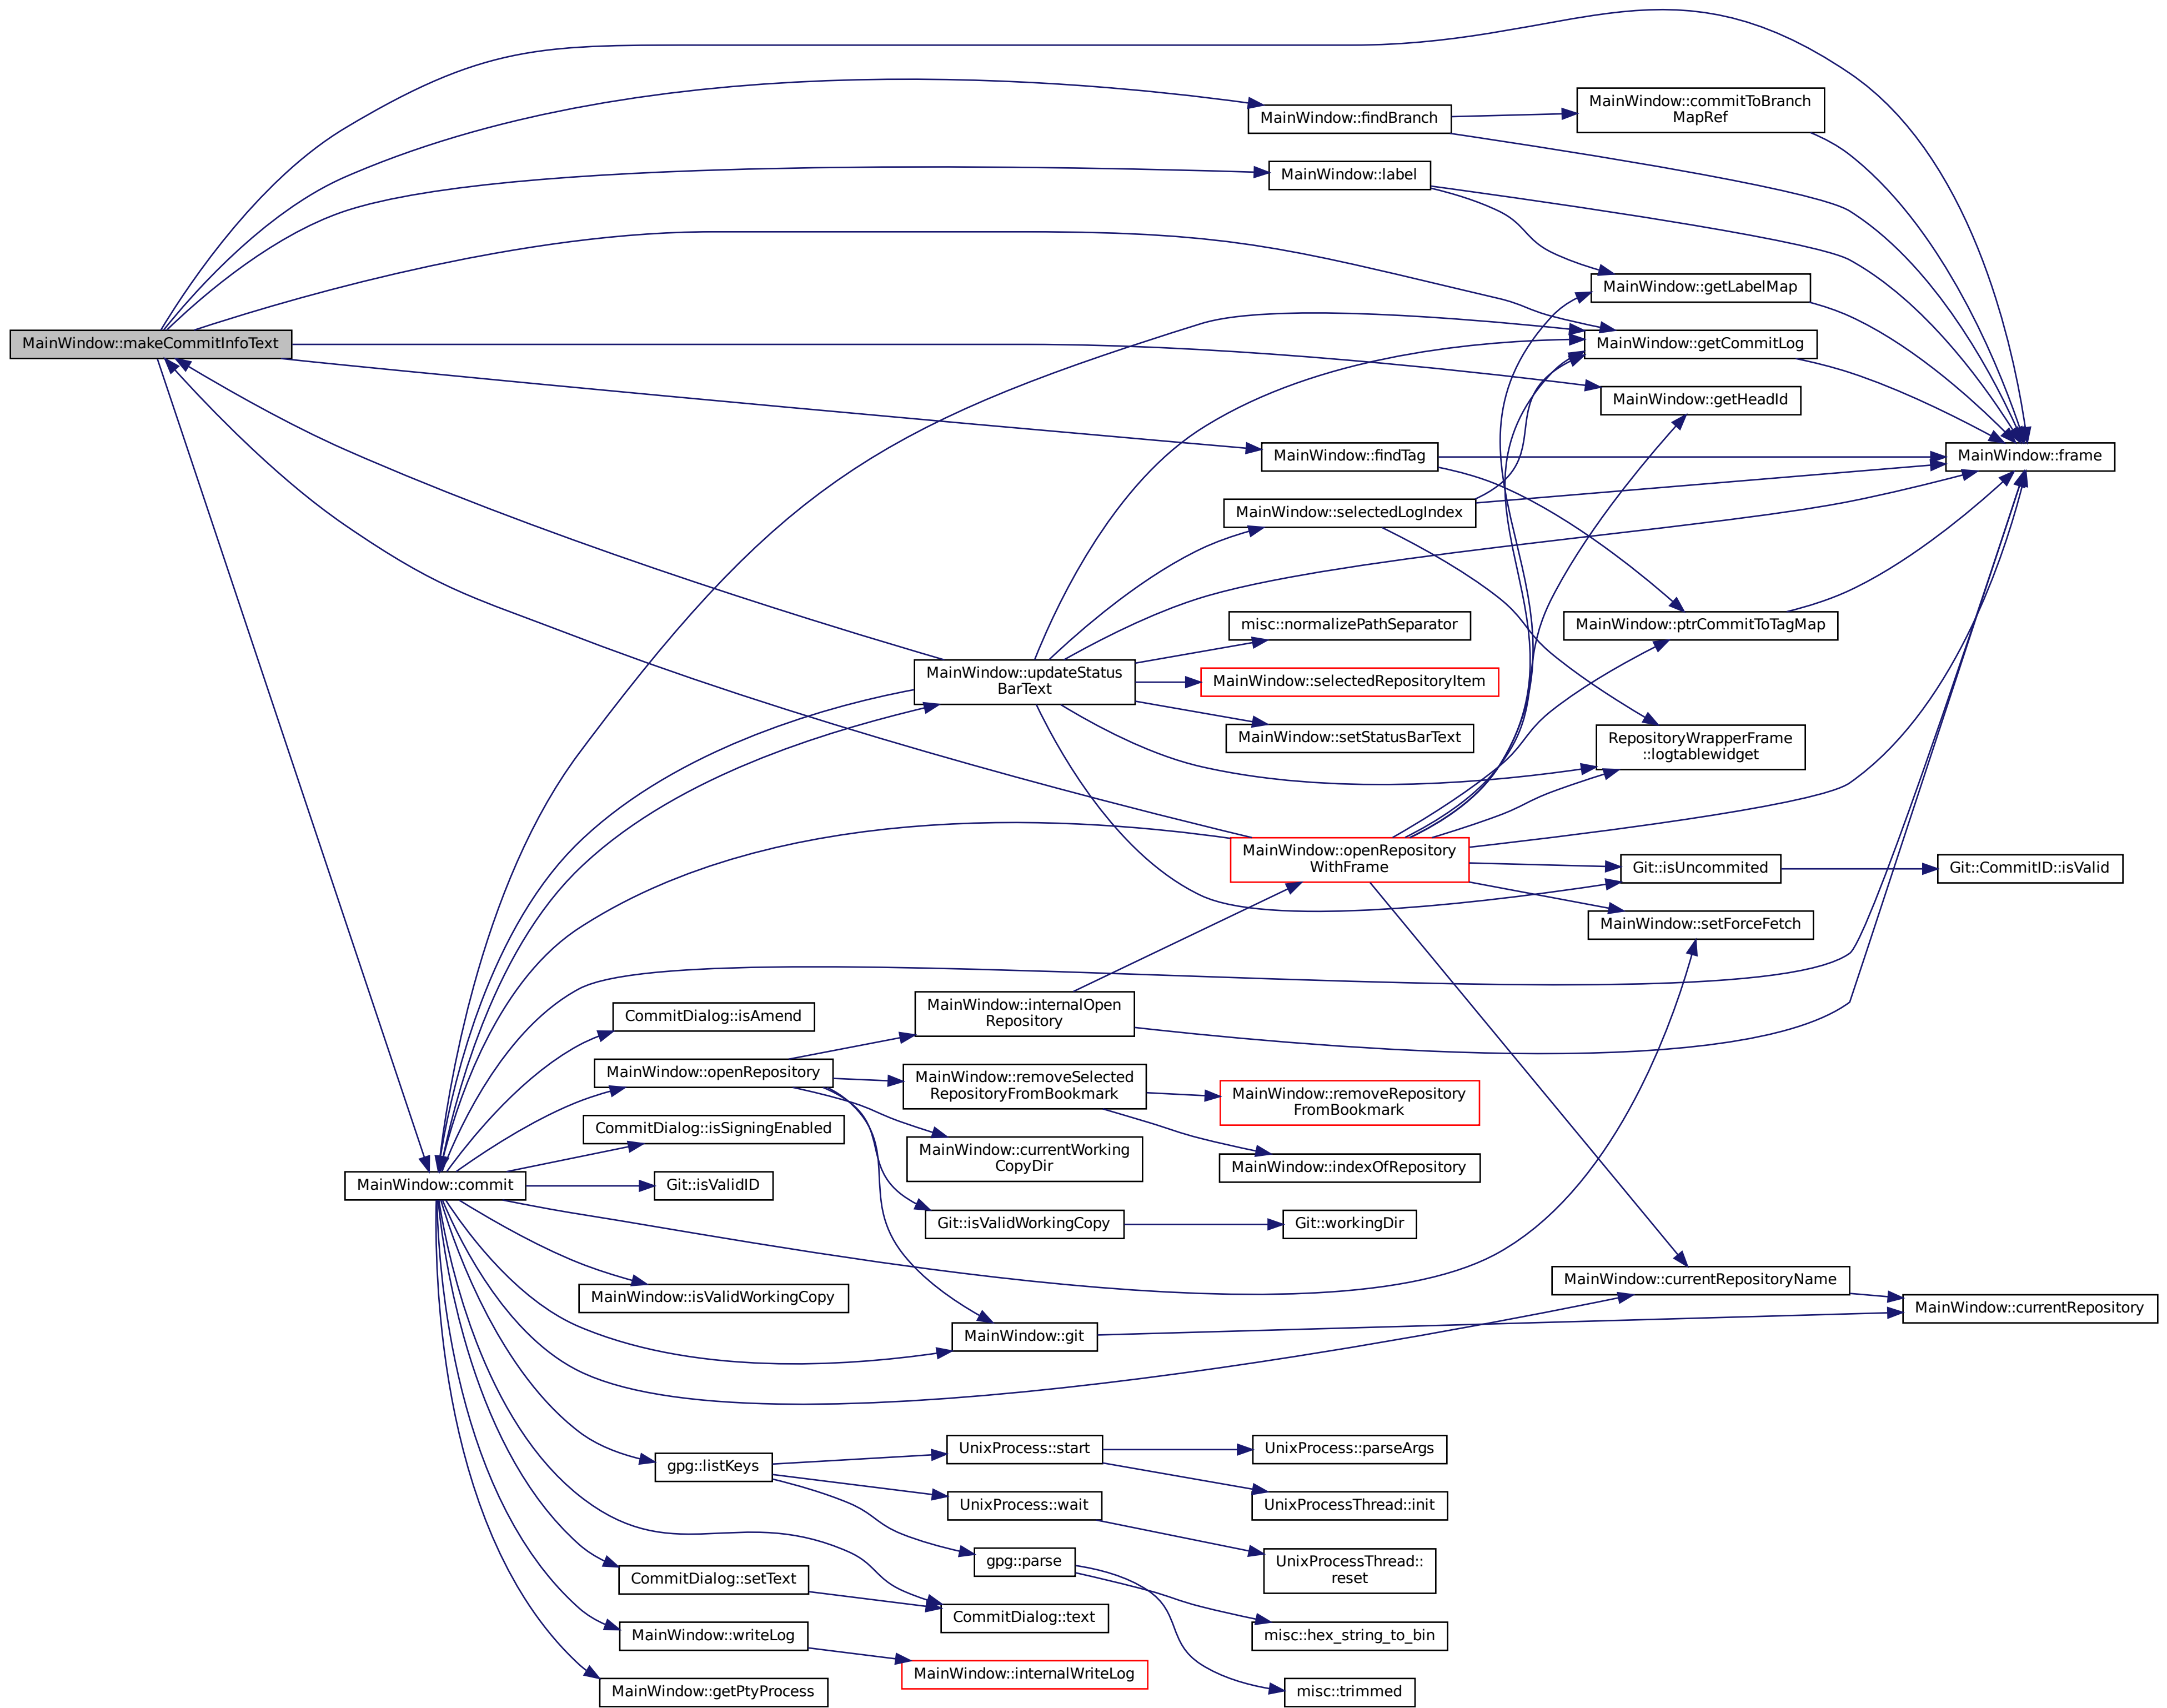 MainWindow::makeCommitInfoText
MainWindow::findBranch
MainWindow::commitToBranch
MapRef
MainWindow::label
MainWindow::getLabelMap
MainWindow::getCommitLog
MainWindow::getHeadId
MainWindow::findTag
MainWindow::frame
MainWindow::selectedLogIndex
misc::normalizePathSeparator
MainWindow::ptrCommitToTagMap
MainWindow::updateStatus
BarText
MainWindow::selectedRepositoryItem
MainWindow::setStatusBarText
RepositoryWrapperFrame
::logtablewidget
MainWindow::openRepository
WithFrame
Git::isUncommited
Git::CommitID::isValid
MainWindow::setForceFetch
CommitDialog::isAmend
MainWindow::internalOpen
Repository
MainWindow::openRepository
MainWindow::removeSelected
RepositoryFromBookmark
MainWindow::removeRepository
FromBookmark
CommitDialog::isSigningEnabled
MainWindow::currentWorking
CopyDir
MainWindow::indexOfRepository
MainWindow::commit
Git::isValidID
Git::isValidWorkingCopy
Git::workingDir
MainWindow::isValidWorkingCopy
MainWindow::currentRepositoryName
MainWindow::currentRepository
MainWindow::git
gpg::listKeys
UnixProcess::start
UnixProcess::parseArgs
UnixProcess::wait
UnixProcessThread::init
gpg::parse
UnixProcessThread::
reset
CommitDialog::setText
CommitDialog::text
MainWindow::writeLog
misc::hex_string_to_bin
MainWindow::internalWriteLog
MainWindow::getPtyProcess
misc::trimmed